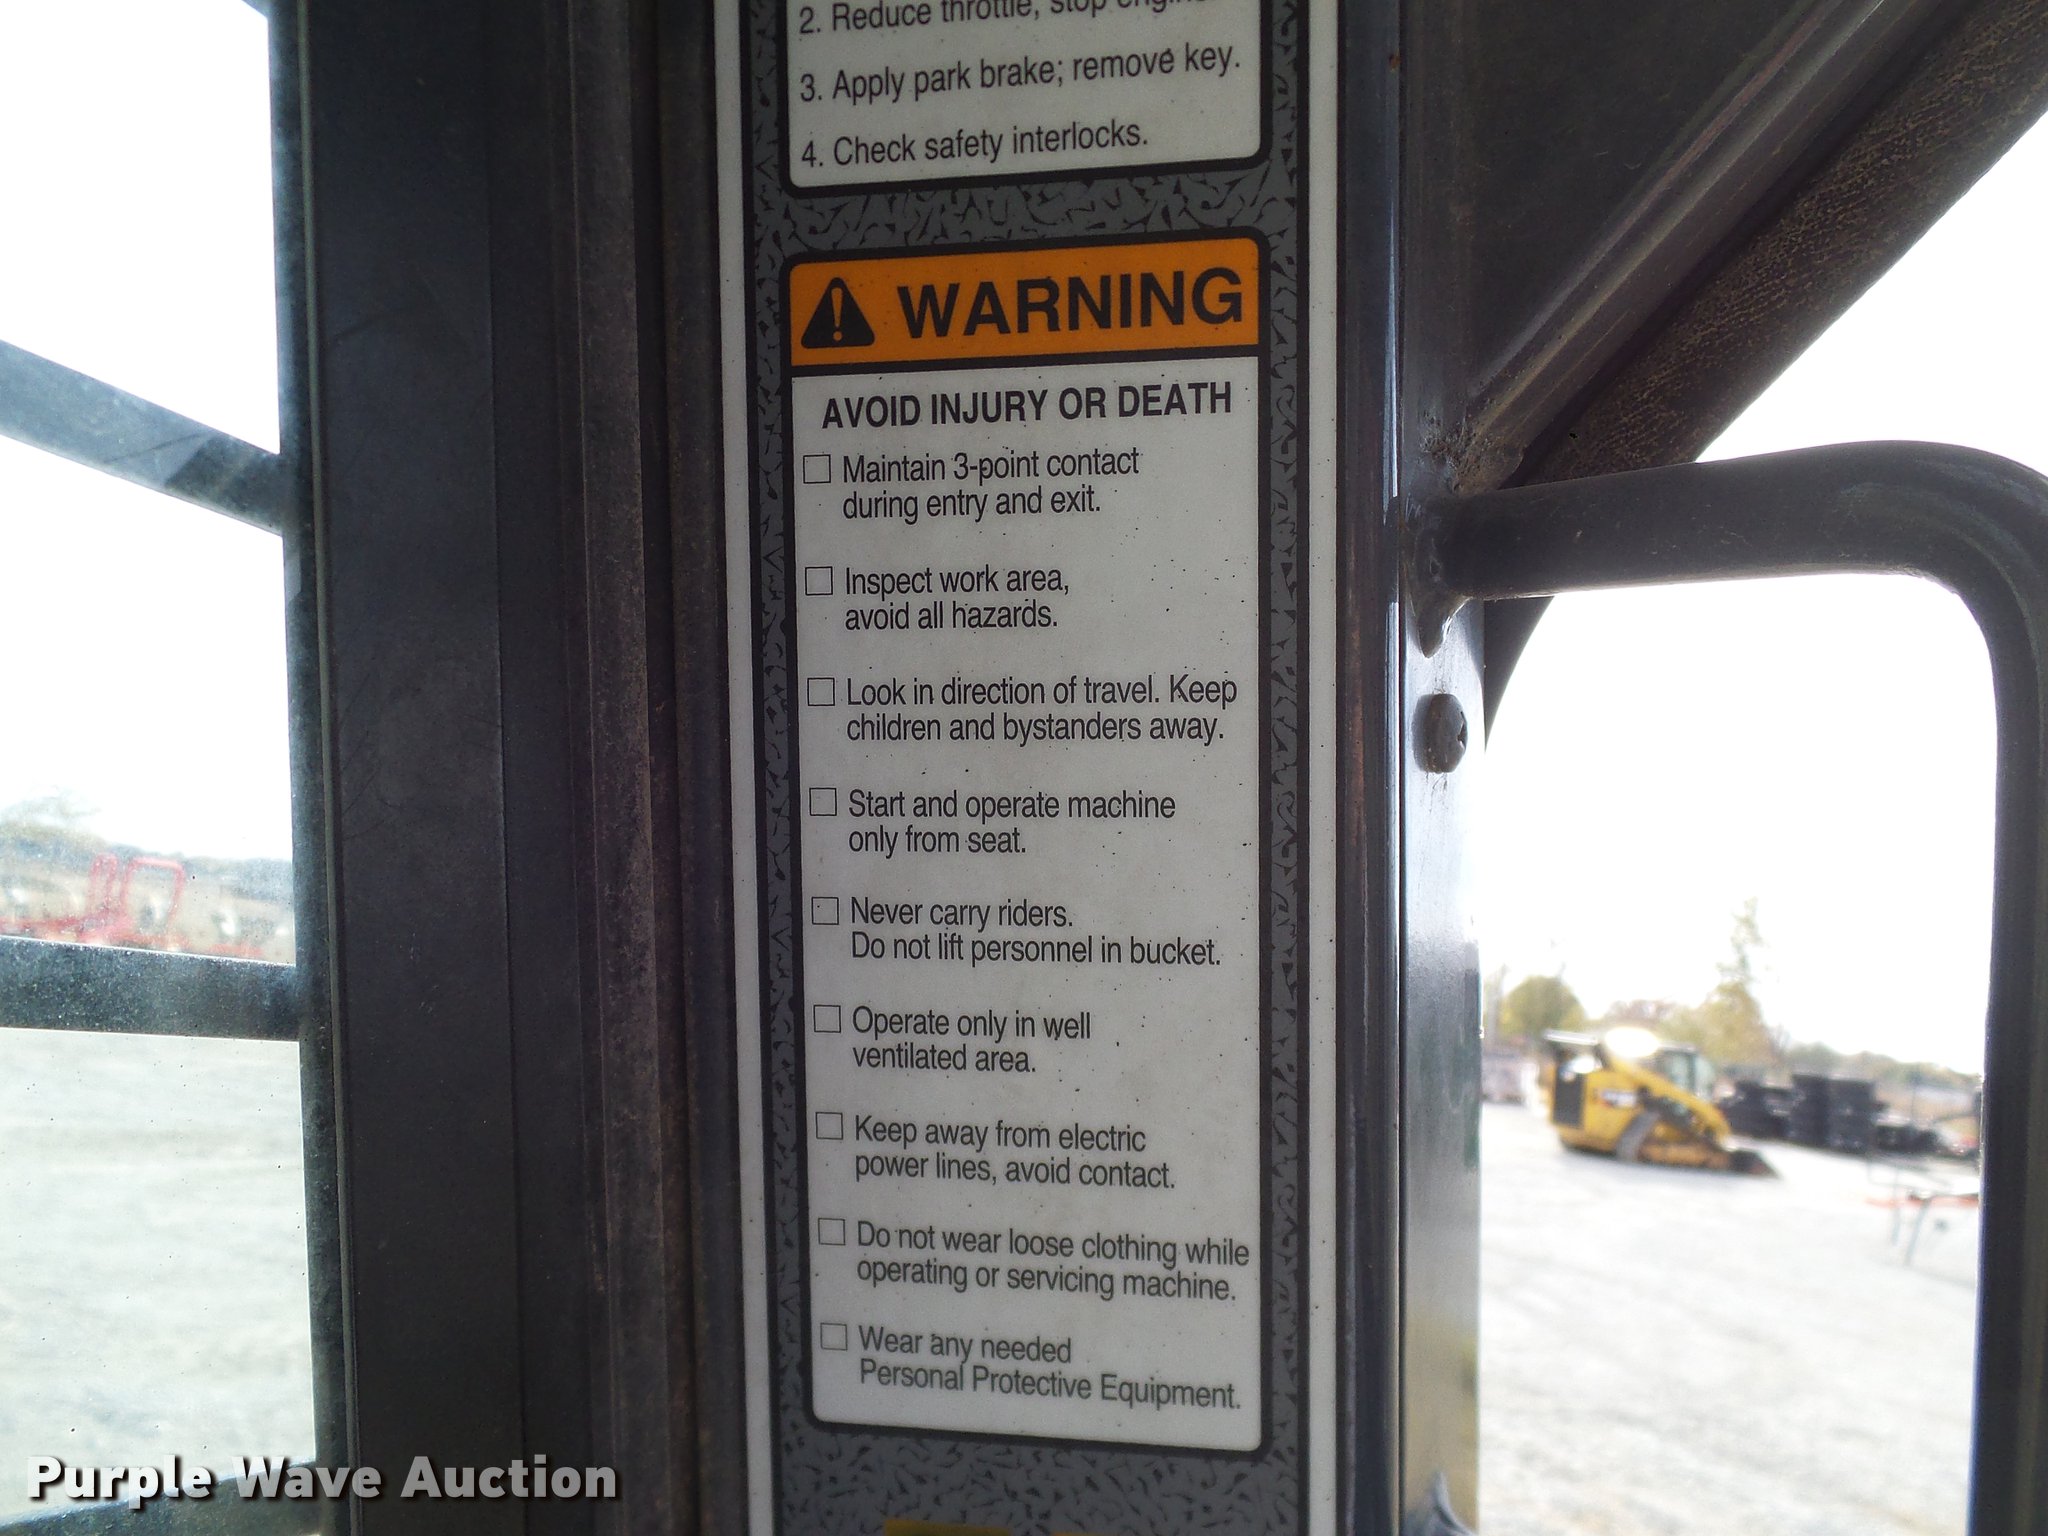 2. Reduce throttle, stop engine.
3. Apply park brake; remove key.
4. Check safety interlocks.
WARNING
AVOID INJURY OR DEATH
Maintain 3-point contact
during entry and exit.
Inspect work area,
avoid all hazards.
Look in direction of travel. Keep
children and bystanders away.
Start and operate machine
only from seat.
Never carry riders.
Do not lift personnel in bucket.
Operate only in well
ventilated area.
Keep away from electric
power lines, avoid contact.
Do not wear loose clothing while
operating or servicing machine.
Wear any needed
Personal Protective Equipment.
Purple Wave Auction